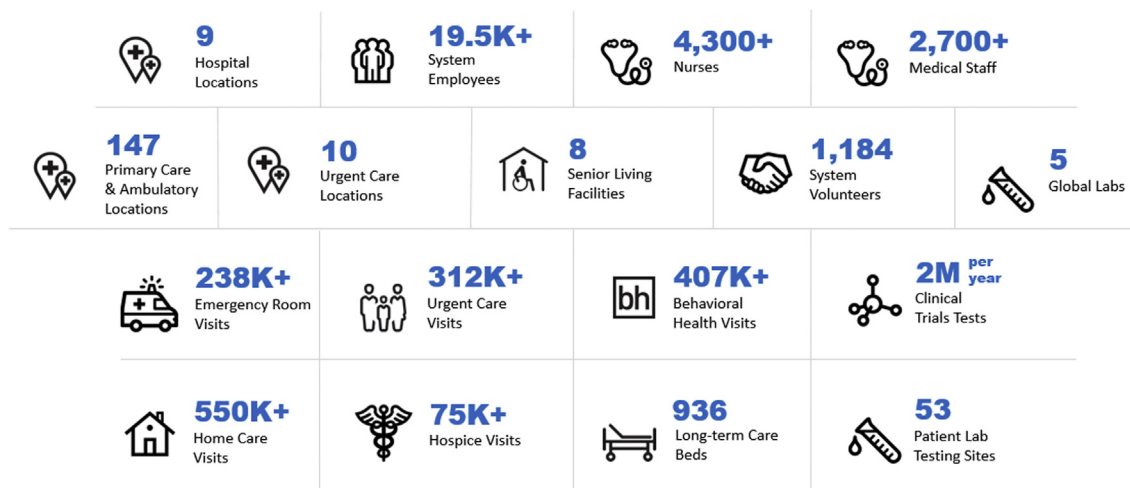 9
Hospital
Locations
19.5K+
System
Employees
4,300+
Nurses
2,700+
Medical Staff
147
Primary Care
& Ambulatory
Locations
10
Urgent Care
Locations
8
Senior Living
Facilities
1,184
System
Volunteers
5
Global Labs
238K+
Emergency Room
Visits
312K+
Urgent Care
Visits
bh
407K+
Behavioral
Health Visits
2M per
year
Clinical
Trials Tests
550K+
Home Care
Visits
75K+
Hospice Visits
936
Long-term Care
Beds
53
Patient Lab
Testing Sites